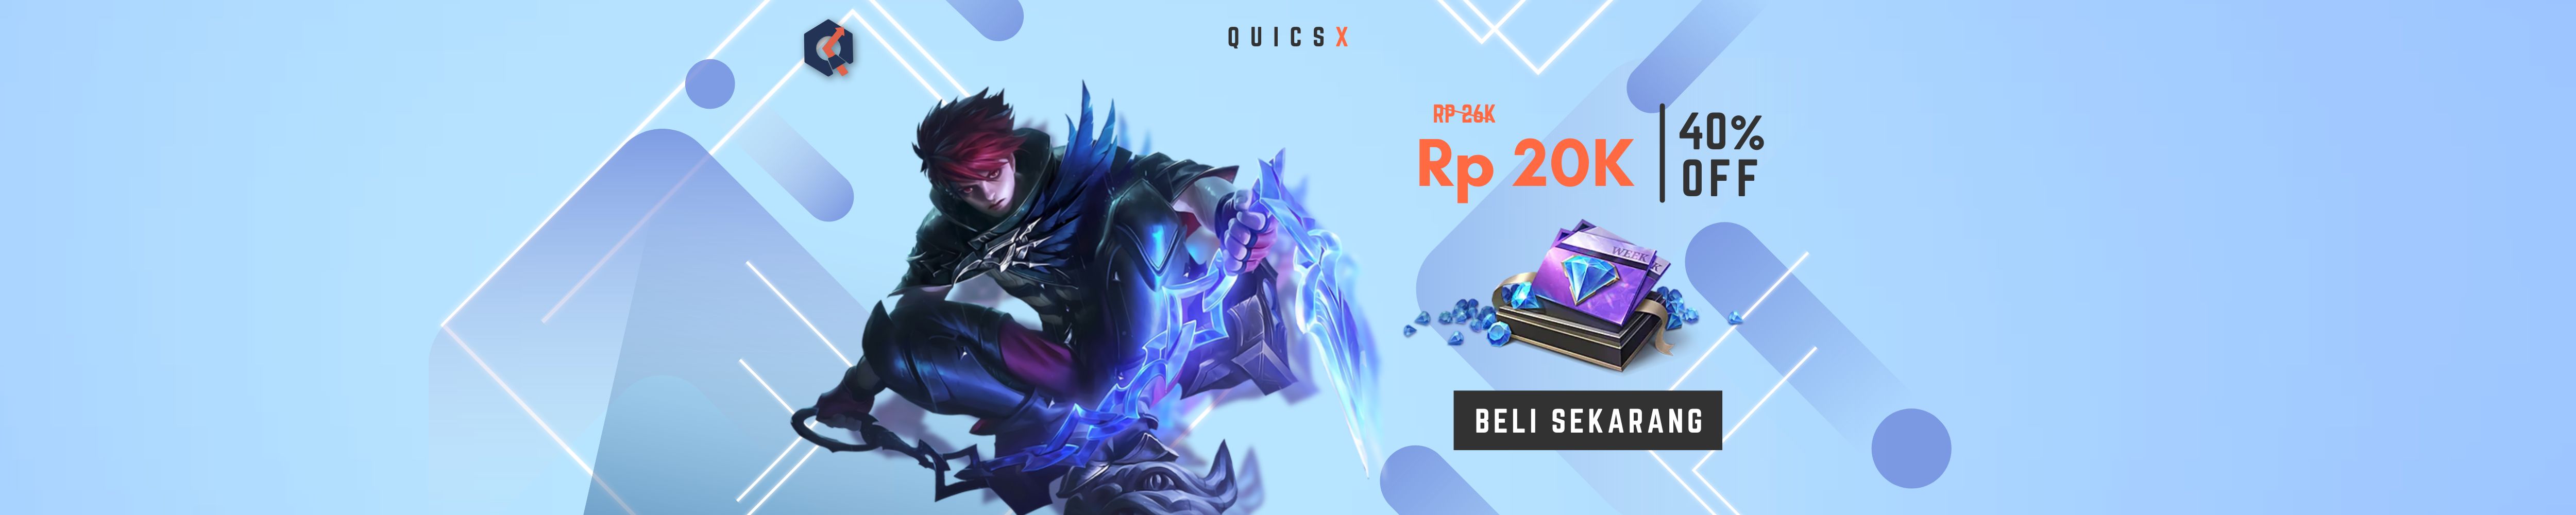 QUICSX
RP 26K
Rp 20K
40%
OFF
WEEK
BELI SEKARANG